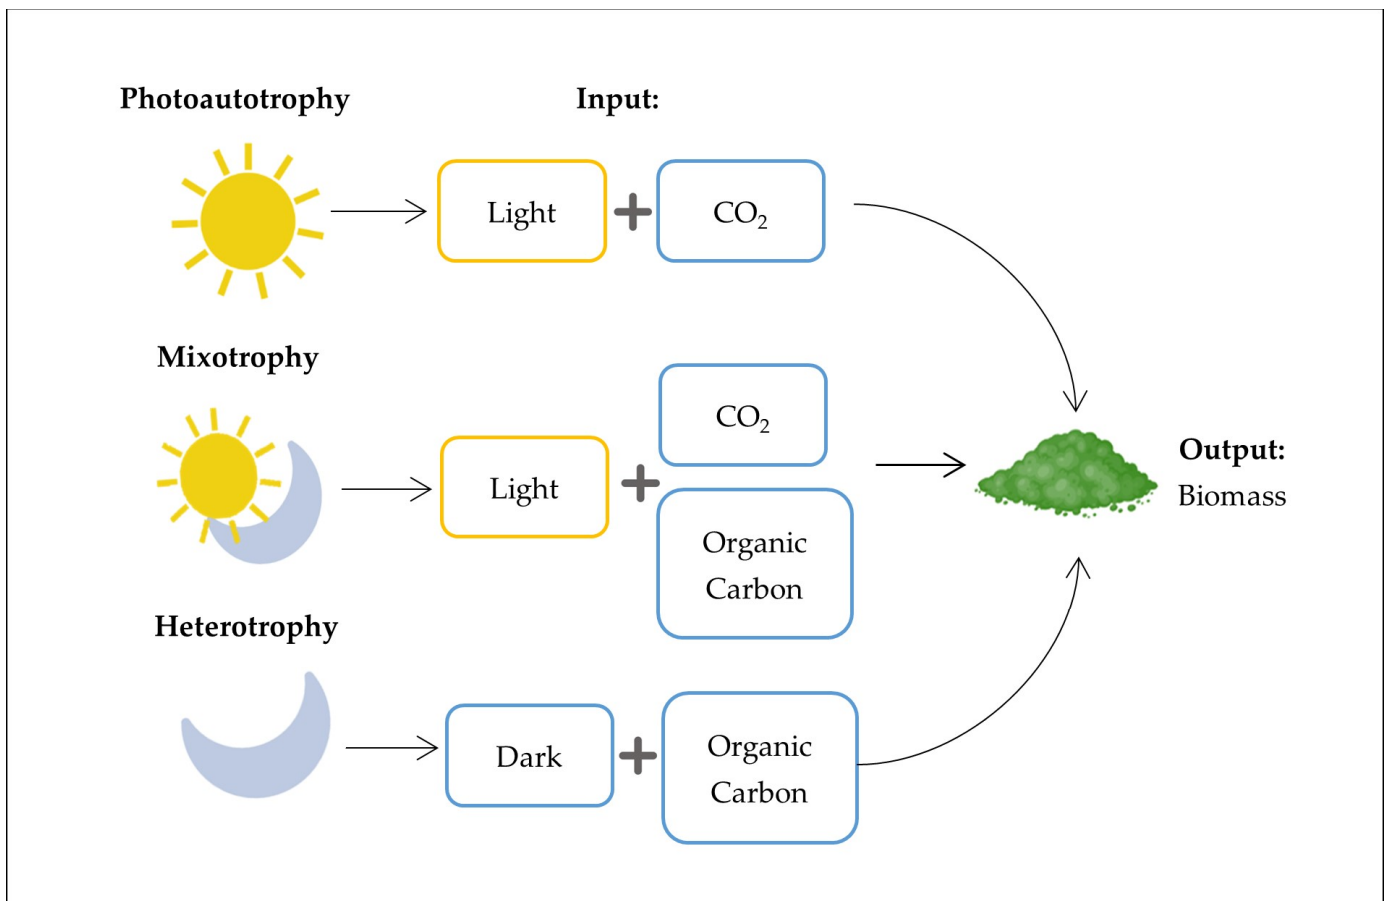 Photoautotrophy
Input:
Light
CO₂
Mixotrophy
Light
CO₂
Organic
Carbon
Output:
Biomass
Heterotrophy
Dark
Organic
Carbon